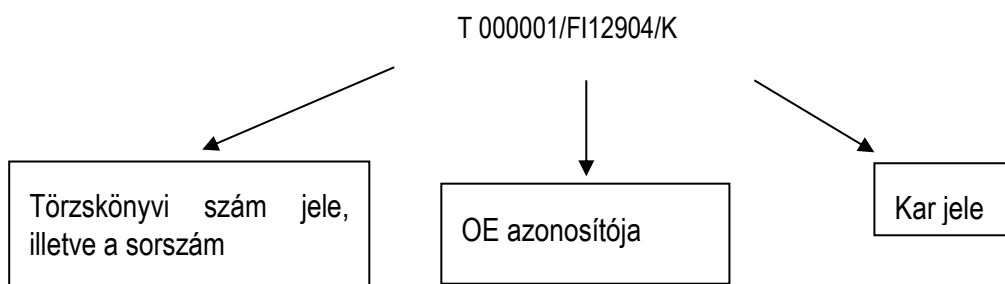 T 000001/FI12904/K
Törzskönyvi szám jele,
illetve a sorszám
OE azonosítója
Kar jele